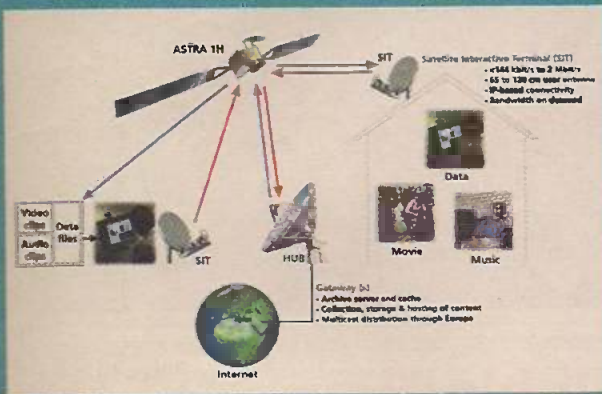 ASTRA 1H
SIT
Satellite Interactive Terminal (SIT)
- <144 kbit/s to 2 Mbit/s
- 65 to 120 cm user antenna
- IP-based connectivity
- Bandwidth on demand
Data
Video
clips
Data
files
Audio
clips
SIT
HUB
Movie
Music
Gateway (s)
- Archive server and cache
- Collection, storage & hosting of content
- Multicast distribution through Europe
Internet